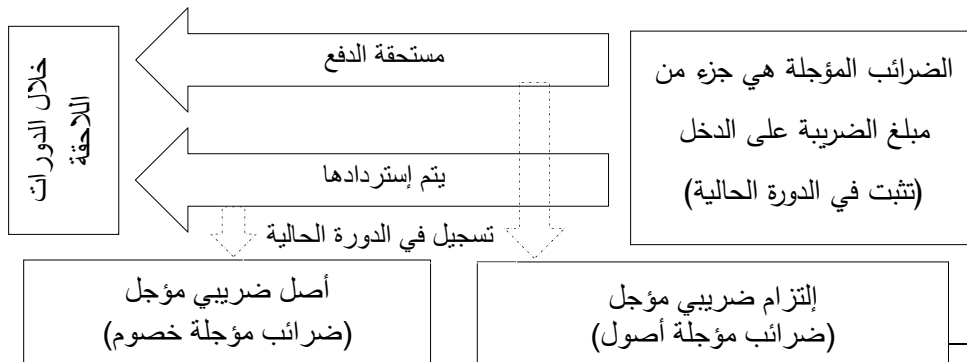 الضرائب المؤجلة هي جزء من
مبلغ الضريبة على الدخل
(تثبت في الدورة الحالية)
مستحقة الدفع
يتم إستردادها
خلال الدورات
اللاحقة
تسجيل في الدورة الحالية
إلتزام ضريبي مؤجل
(ضرائب مؤجلة أصول)
أصل ضريبي مؤجل
(ضرائب مؤجلة خصوم)